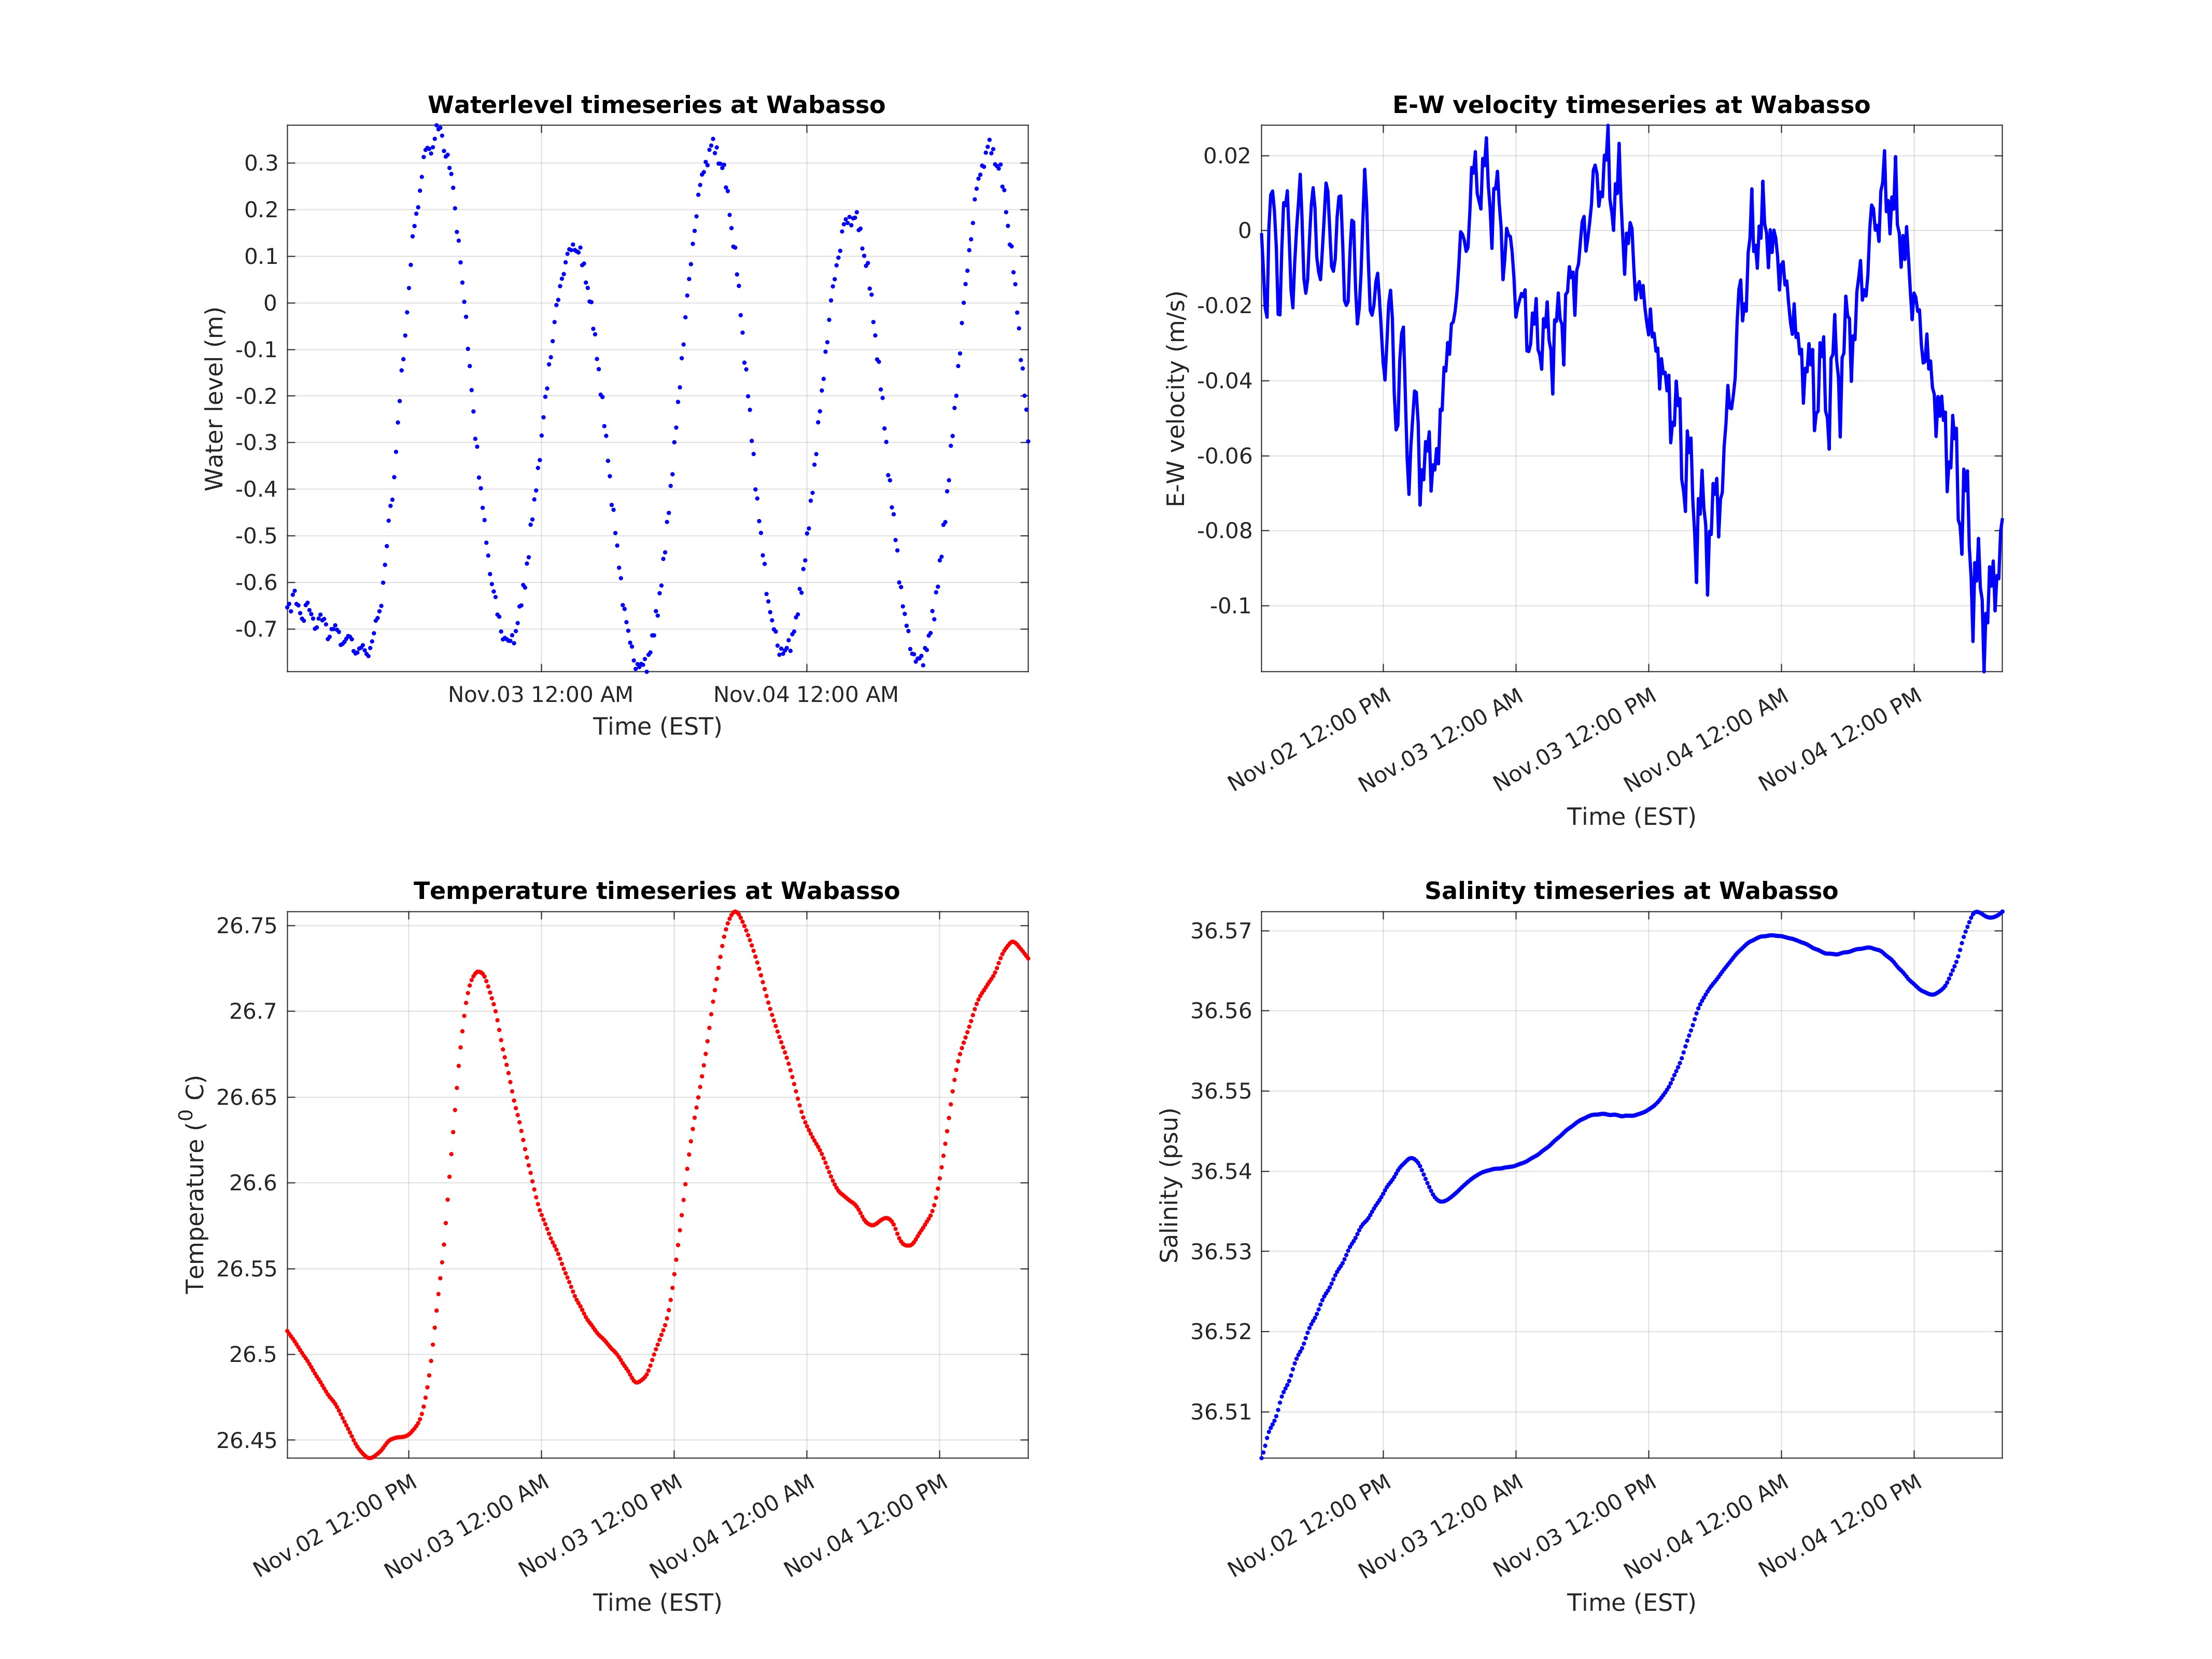 Waterlevel timeseries at Wabasso
0.3
0.2
0.1
0
-0.1
-0.2
-0.3
-0.4
-0.5
-0.6
-0.7
Water level (m)
Nov.03 12:00 AM Nov.04 12:00 AM
Time (EST)
E-W velocity timeseries at Wabasso
0.02
0
-0.02
-0.04
-0.06
-0.08
-0.1
E-W velocity (m/s)
Nov.02 12:00 PM
Nov.03 12:00 AM
Nov.03 12:00 PM
Nov.04 12:00 AM
Nov.04 12:00 PM
Time (EST)
Temperature timeseries at Wabasso
26.75
26.7
26.65
26.6
26.55
26.5
26.45
Temperature (⁰ C)
Nov.02 12:00 PM
Nov.03 12:00 AM
Nov.03 12:00 PM
Nov.04 12:00 AM
Nov.04 12:00 PM
Time (EST)
Salinity timeseries at Wabasso
36.57
36.56
36.55
36.54
36.53
36.52
36.51
Salinity (psu)
Nov.02 12:00 PM
Nov.03 12:00 AM
Nov.03 12:00 PM
Nov.04 12:00 AM
Nov.04 12:00 PM
Time (EST)